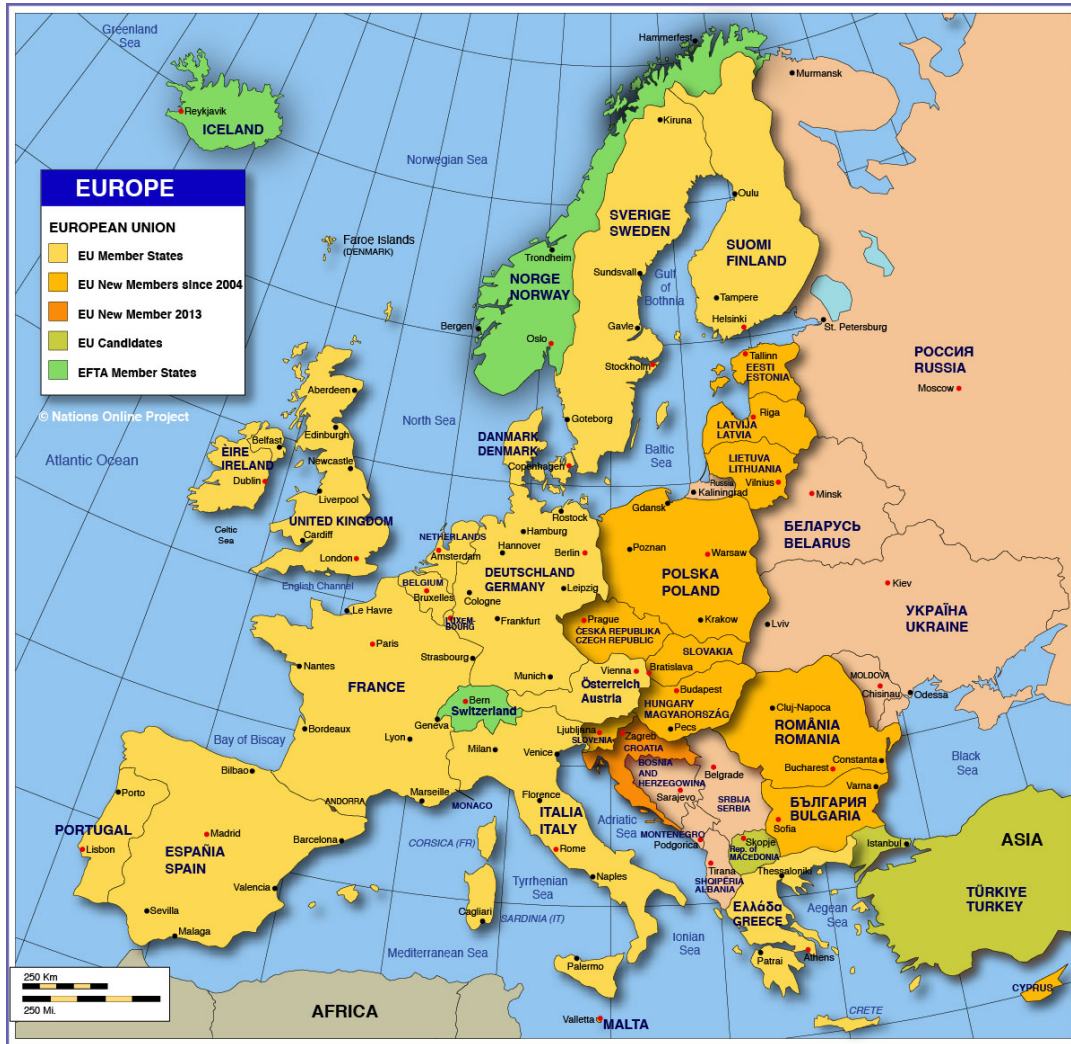 Greenland
Sea
Hammerfest
Murmansk
Reykjavik
ICELAND
Kiruna
Norwegian Sea
EUROPE
EUROPEAN UNION
EU Member States
EU New Members since 2004
EU New Member 2013
EU Candidates
EFTA Member States
© Nations Online Project
Oulu
SVERIGE
SWEDEN
SUOMI
FINLAND
Faroe Islands
(DENMARK)
Trondheim
NORGE
NORWAY
Sundsvall
Gulf
of
Bothnia
Tampere
Helsinki
Bergen
Oslo
Gavle
St. Petersburg
Stockholm
Tallinn
EESTI
ESTONIA
РОССИЯ
RUSSIA
Moscow
Aberdeen
North Sea
Goteborg
Riga
LATVIJA
LATVIA
Edinburgh
DANMARK
DENMARK
Copenhagen
Baltic
Sea
LIETUVA
LITHUANIA
Vilnius
Atlantic Ocean
Belfast
ÈIRE
IRELAND
Dublin
Newcastle
Liverpool
Russia
Kaliningrad
Minsk
Gdansk
БЕЛАРУСЬ
BELARUS
Celtic
Sea
UNITED KINGDOM
Cardiff
London
Rostock
Hamburg
NETHERLANDS
Amsterdam
Hannover
Berlin
Poznan
Warsaw
English Channel
BELGIUM
Bruxelles
DEUTSCHLAND
GERMANY
Leipzig
Cologne
POLSKA
POLAND
Kiev
Le Havre
LUXEM-
BOURG
Frankfurt
Prague
ČESKÁ REPUBLIKA
CZECH REPUBLIC
Krakow
Lviv
УКРАЇНА
UKRAINE
Paris
Strasbourg
SLOVAKIA
Nantes
Munich
Vienna
Bratislava
Österreich
Austria
MOLDOVA
Chisinau
Odessa
FRANCE
Bern
Switzerland
Geneva
Budapest
HUNGARY
MAGYARORSZÁG
Pecs
Cluj-Napoca
ROMÂNIA
ROMANIA
Bay of Biscay
Bordeaux
Lyon
Milan
Venice
Ljubljana
SLOVENIA
Zagreb
CROATIA
BOSNIA
AND
HERZEGOWINA
Sarajevo
Belgrade
SRBIJA
SERBIA
Bucharest
Constanta
Black
Sea
Bilbao
Marseille
MONACO
ANDORRA
Florence
Varna
БЪЛГАРИЯ
BULGARIA
Sofia
Porto
PORTUGAL
Lisbon
Madrid
ESPAÑIA
SPAIN
Barcelona
CORSICA (FR)
ITALIA
ITALY
Rome
Adriatic
Sea
MONTENEGRO
Podgorica
Skopje
Rep. of
MACEDONIA
Istanbul
ASIA
Tirana
SHQIPËRIA
ALBANIA
Thessaloniki
Valencia
Tyrrhenian
Sea
Naples
TÜRKIYE
TURKEY
Sevilla
Malaga
Cagliari
SARDINIA (IT)
Ελλάδα
GREECE
Aegean
Sea
Mediterranean Sea
Ionian
Sea
Palermo
Patrai
Athens
250 Km
250 Mi.
AFRICA
Valletta
MALTA
CRETE
CYPRUS